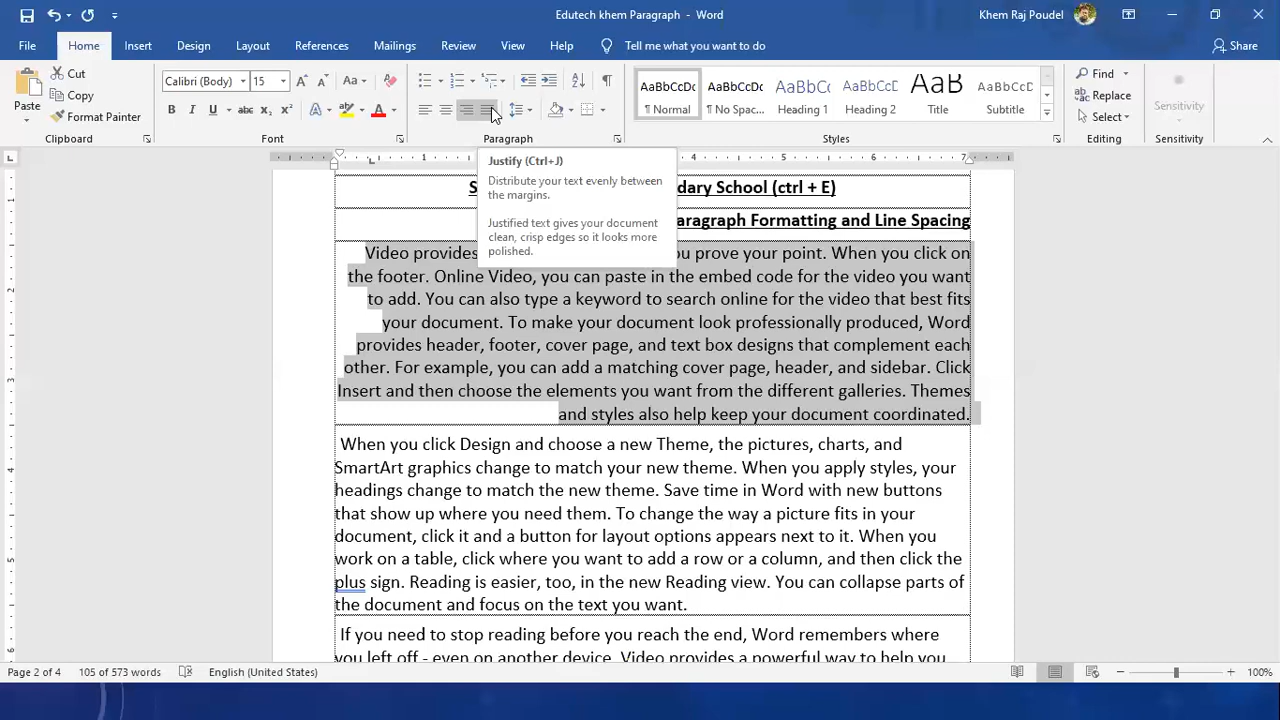 Edutech khem Paragraph - Word
Khem Raj Poudel
File Home Insert Design Layout References Mailings Review View Help Tell me what you want to do Share
Paste
Cut
Copy
Format Painter
Clipboard
Calibri (Body) 15
Font
Paragraph
AaBbCcDc AaBbCcDc AaBbCc AaBbCcD AaB AaBbCcD
¶ Normal ¶ No Spac... Heading 1 Heading 2 Title Subtitle
Styles
Find
Replace
Select
Editing
Justify (Ctrl+J)
Distribute your text evenly between
the margins.
Justified text gives your document
clean, crisp edges so it looks more
polished.
School (ctrl + E)
Formatting and Line Spacing
Video provides prove your point. When you click on
the footer. Online Video, you can paste in the embed code for the video you want
to add. You can also type a keyword to search online for the video that best fits
your document. To make your document look professionally produced, Word
provides header, footer, cover page, and text box designs that complement each
other. For example, you can add a matching cover page, header, and sidebar. Click
Insert and then choose the elements you want from the different galleries. Themes
and styles also help keep your document coordinated.
When you click Design and choose a new Theme, the pictures, charts, and
SmartArt graphics change to match your new theme. When you apply styles, your
headings change to match the new theme. Save time in Word with new buttons
that show up where you need them. To change the way a picture fits in your
document, click it and a button for layout options appears next to it. When you
work on a table, click where you want to add a row or a column, and then click the
plus sign. Reading is easier, too, in the new Reading view. You can collapse parts of
the document and focus on the text you want.
If you need to stop reading before you reach the end, Word remembers where
you left off - even on another device. Video provides a powerful way to help you
Page 2 of 4 105 of 573 words English (United States) 100%